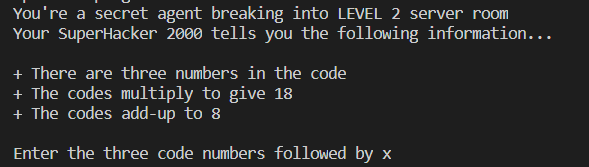 You're a secret agent breaking into LEVEL 2 server room
Your SuperHacker 2000 tells you the following information...
+ There are three numbers in the code
+ The codes multiply to give 18
+ The codes add-up to 8
Enter the three code numbers followed by x